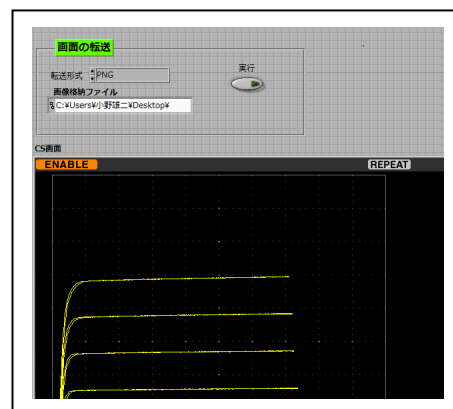 画面の転送
転送形式 PNG
実行
画像格納ファイル
C:¥Users¥小野雄二¥Desktop¥
CS画面
ENABLE REPEAT